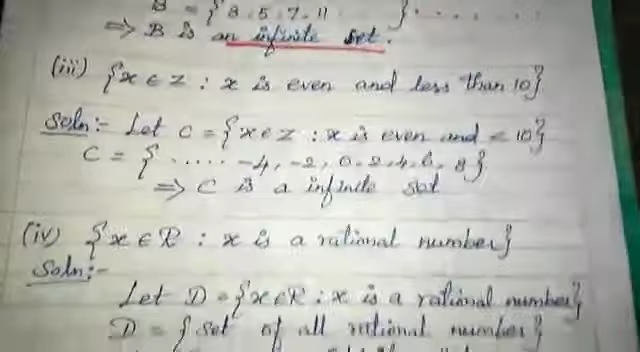 B = { 3, 5, 7, 11 ..... } .....
⇒ B is an infinite set.
(iii) {x ∈ Z : x is even and less than 10}
Soln:- Let C = {x ∈ Z : x is even and < 10}
C = { ..... -4, -2, 0, 2, 4, 6, 8}
⇒ C is a infinite set
(iv) {x ∈ R : x is a rational number}
Soln:-
Let D = {x ∈ R : x is a rational number}
D = { set of all rational number}